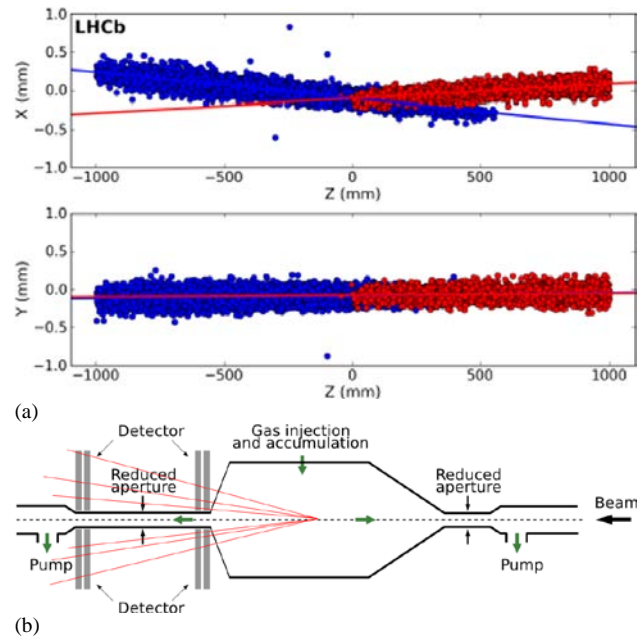 LHCb
1.0
0.5
0.0
−0.5
−1.0
X (mm)
−1000
−500
0
500
1000
Z (mm)
1.0
0.5
0.0
−0.5
−1.0
Y (mm)
−1000
−500
0
500
1000
Z (mm)
(a)
Detector
Gas injection
and accumulation
Reduced
aperture
Reduced
aperture
Beam
Pump
Pump
Detector
(b)